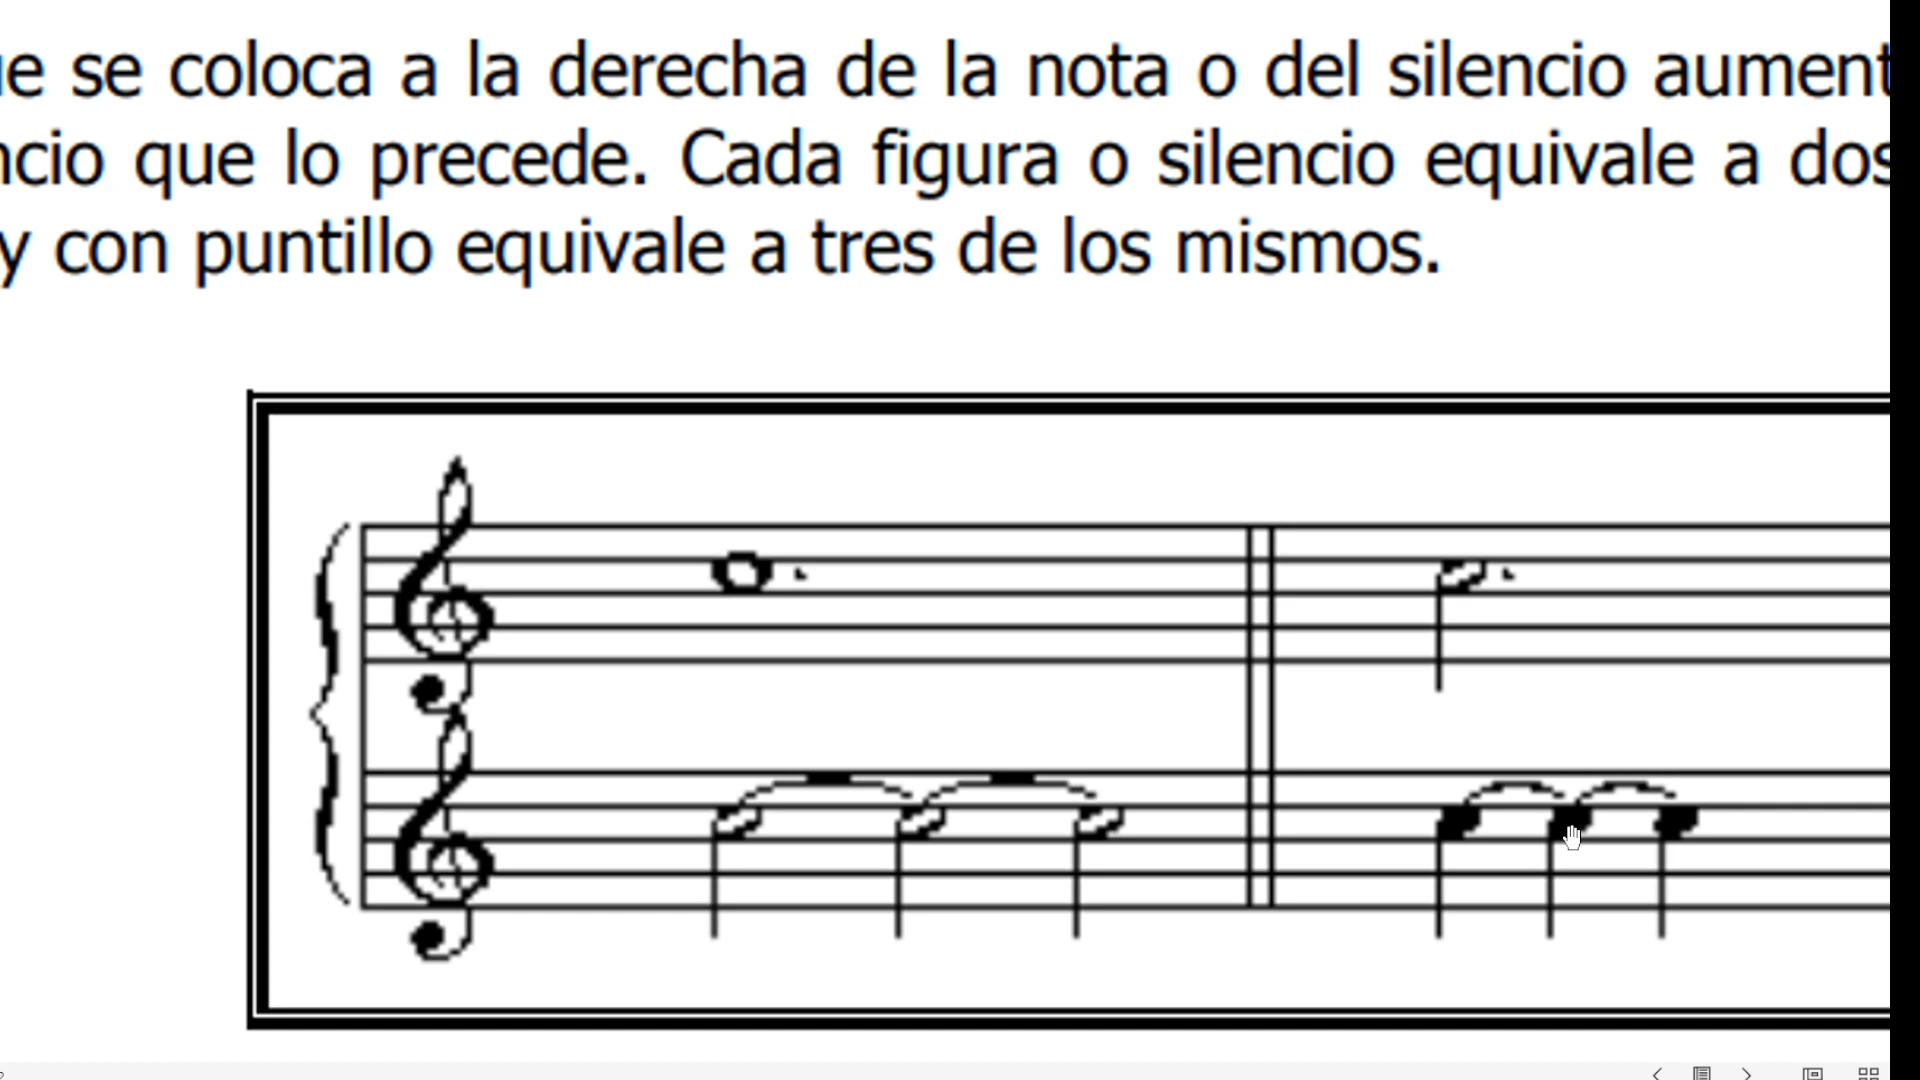 ue se coloca a la derecha de la nota o del silencio aument
ncio que lo precede. Cada figura o silencio equivale a dos
y con puntillo equivale a tres de los mismos.